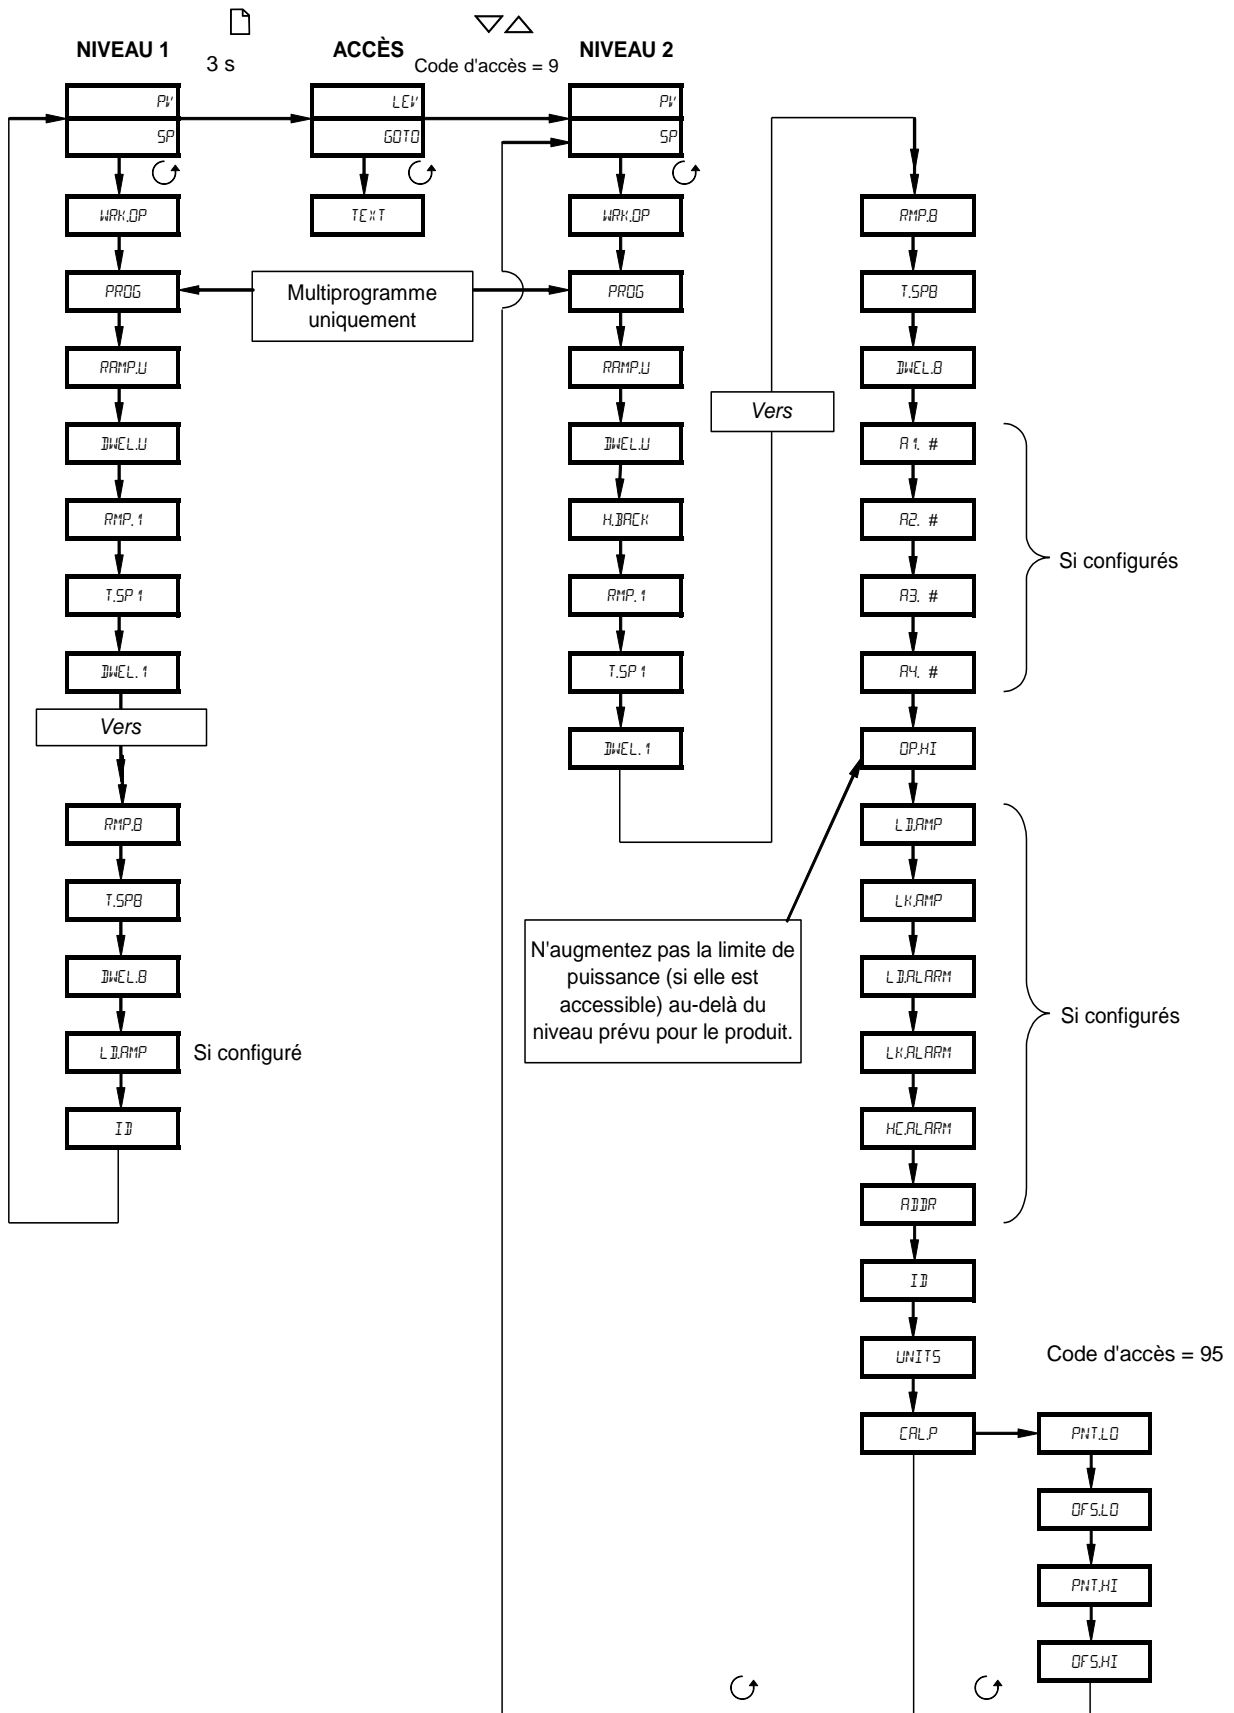 NIVEAU 1
3 s
ACCÈS
Code d'accès = 9
NIVEAU 2
PV
SP
WRK.OP
PROG
RAMP.U
DWEL.U
RMP.1
T.SP1
DWEL.1
Vers
RMP.8
T.SP8
DWEL.8
LD.AMP
Si configuré
ID
LEV
GOTO
TEXT
Multiprogramme
uniquement
PV
SP
WRK.OP
PROG
RAMP.U
DWEL.U
H.BACK
RMP.1
T.SP1
DWEL.1
Vers
N'augmentez pas la limite de
puissance (si elle est
accessible) au-delà du
niveau prévu pour le produit.
RMP.8
T.SP8
DWEL.8
A1. #
A2. #
A3. #
A4. #
Si configurés
OP.HI
LD.AMP
LK.AMP
LD.ALARM
LK.ALARM
HC.ALARM
ADDR
Si configurés
ID
UNITS
CAL.P
Code d'accès = 95
PNT.LO
OFS.LO
PNT.HI
OFS.HI